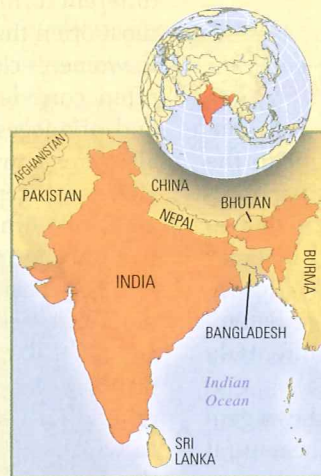 AFGHANISTAN
PAKISTAN
CHINA
NEPAL
BHUTAN
INDIA
BURMA
BANGLADESH
Indian
Ocean
SRI
LANKA